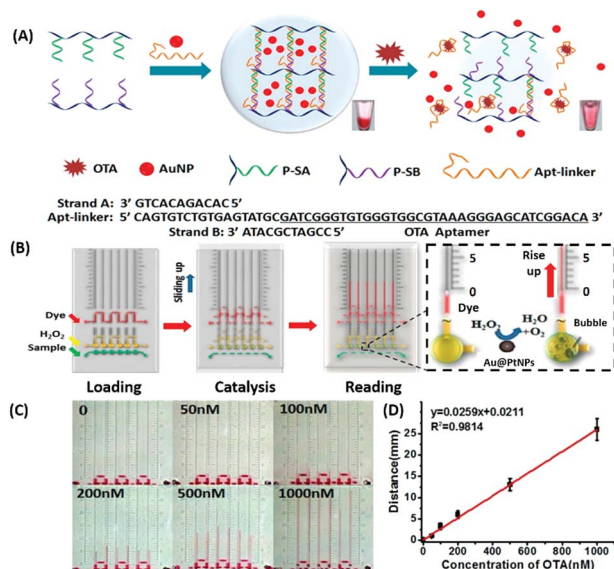 (A)
OTA
AuNP
P-SA
P-SB
Apt-linker
Strand A: 3' GTCACAGACAC 5'
Apt-linker: 5' CAGTGTCTGTGAGTATGCGATCGGGTGTGGGTGGCGTAAAGGGAGCATCGGACA 3'
Strand B: 3' ATACGCTAGCC 5' OTA Aptamer
(B)
Dye
H2O2
Sample
Sliding up
Loading
Catalysis
Reading
5
0
Dye
Rise up
5
0
H2O2
H2O
+O2
Au@PtNPs
Bubble
(C)
0
50nM
100nM
200nM
500nM
1000nM
(D)
y=0.0259x+0.0211
R²=0.9814
Distance(mm)
30
25
20
15
10
5
0
0 200 400 600 800 1000
Concentration of OTA(nM)